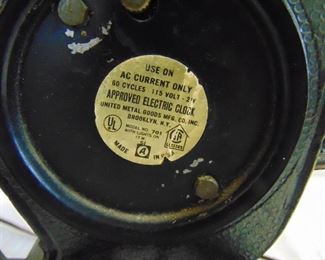 USE ON
AC CURRENT ONLY
60 CYCLES 115 VOLT - 2W
APPROVED ELECTRIC CLOCK
UNITED METAL GOODS MFG. CO. INC.
BROOKLYN, N.Y.
UL
MODEL NO. 701
A
MADE IN U.S.A.